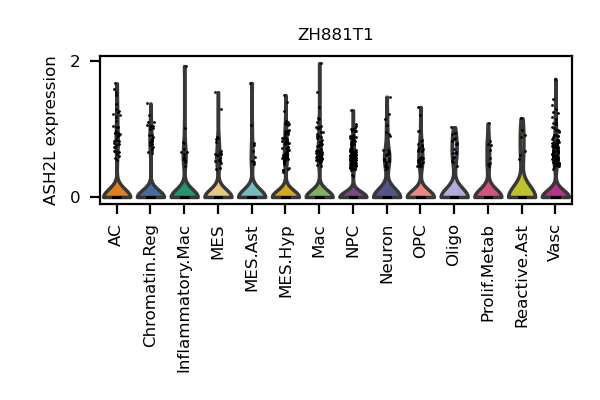 ZH881T1
ASH2L expression
2
0
AC
Chromatin.Reg
Inflammatory.Mac
MES
MES.Ast
MES.Hyp
Mac
NPC
Neuron
OPC
Oligo
Prolif.Metab
Reactive.Ast
Vasc